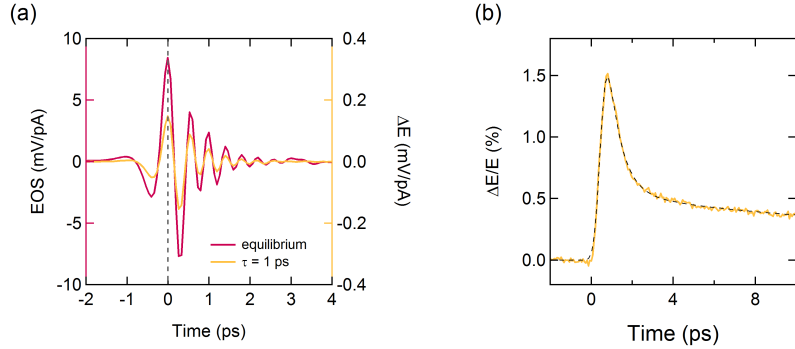 (a)
10
5
0
-5
-10
EOS (mV/pA)
0.4
0.2
0.0
-0.2
-0.4
ΔE (mV/pA)
equilibrium
τ = 1 ps
-2 -1 0 1 2 3 4
Time (ps)
(b)
1.5
1.0
0.5
0.0
ΔE/E (%)
0 4 8
Time (ps)